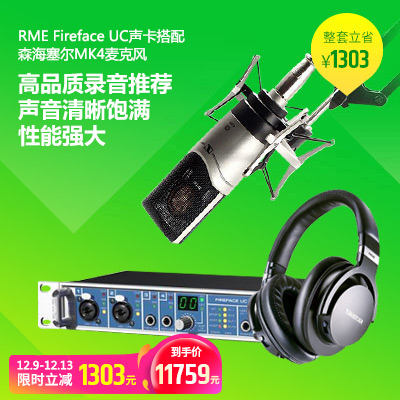 RME Fireface UC声卡搭配
森海塞尔MK4麦克风
整套立省
¥1303
高品质录音推荐
声音清晰饱满
性能强大
FIREFACE UC
00
TASCAM
12.9-12.13
限时立减
1303元
到手价
11759元